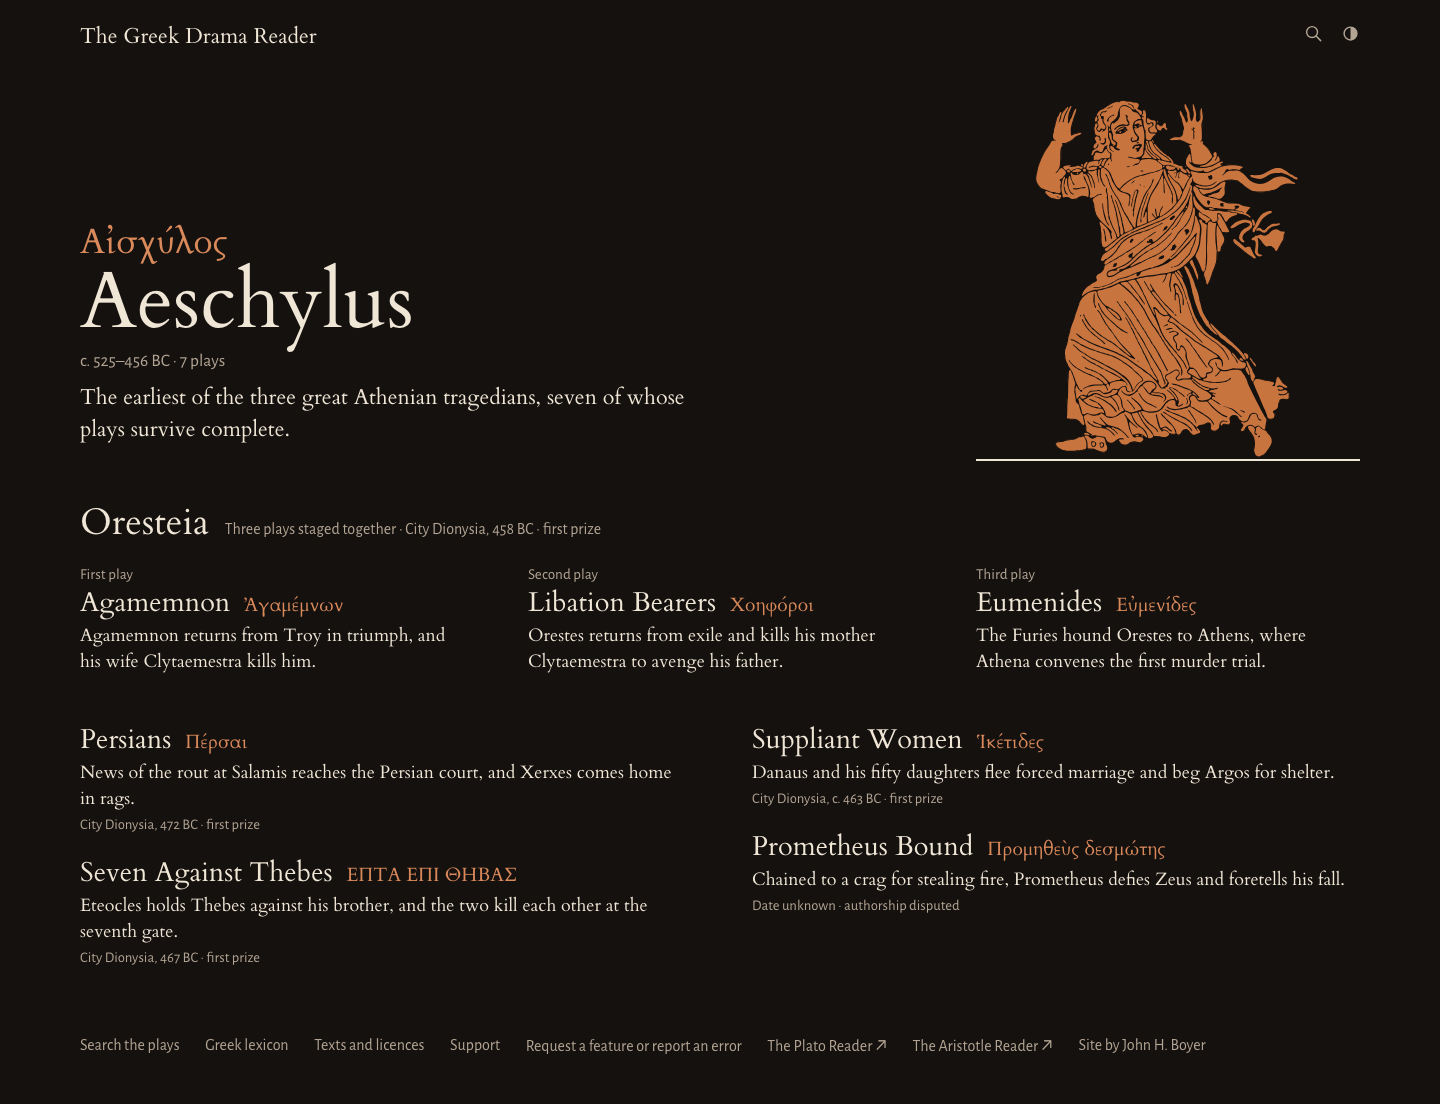 The Greek Drama Reader
Αἰσχύλος
Aeschylus
c. 525–456 BC · 7 plays
The earliest of the three great Athenian tragedians, seven of whose
plays survive complete.
Oresteia Three plays staged together · City Dionysia, 458 BC · first prize
First play
Agamemnon Ἀγαμέμνων
Agamemnon returns from Troy in triumph, and
his wife Clytaemestra kills him.
Second play
Libation Bearers Χοηφόροι
Orestes returns from exile and kills his mother
Clytaemestra to avenge his father.
Third play
Eumenides Εὐμενίδες
The Furies hound Orestes to Athens, where
Athena convenes the first murder trial.
Persians Πέρσαι
News of the rout at Salamis reaches the Persian court, and Xerxes comes home
in rags.
City Dionysia, 472 BC · first prize
Seven Against Thebes ΕΠΤΑ ΕΠΙ ΘΗΒΑΣ
Eteocles holds Thebes against his brother, and the two kill each other at the
seventh gate.
City Dionysia, 467 BC · first prize
Suppliant Women Ἱκέτιδες
Danaus and his fifty daughters flee forced marriage and beg Argos for shelter.
City Dionysia, c. 463 BC · first prize
Prometheus Bound Προμηθεὺς δεσμώτης
Chained to a crag for stealing fire, Prometheus defies Zeus and foretells his fall.
Date unknown · authorship disputed
Search the plays Greek lexicon Texts and licences Support Request a feature or report an error The Plato Reader ↗ The Aristotle Reader ↗ Site by John H. Boyer